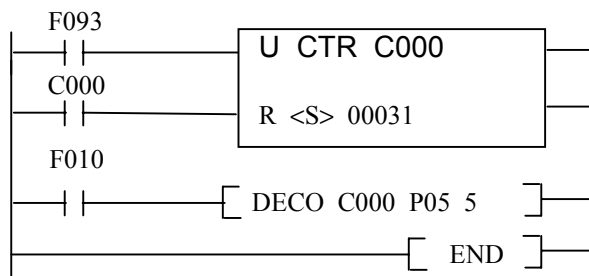 F093
U CTR C000
C000
R <S> 00031
F010
DECO C000 P05 5
END